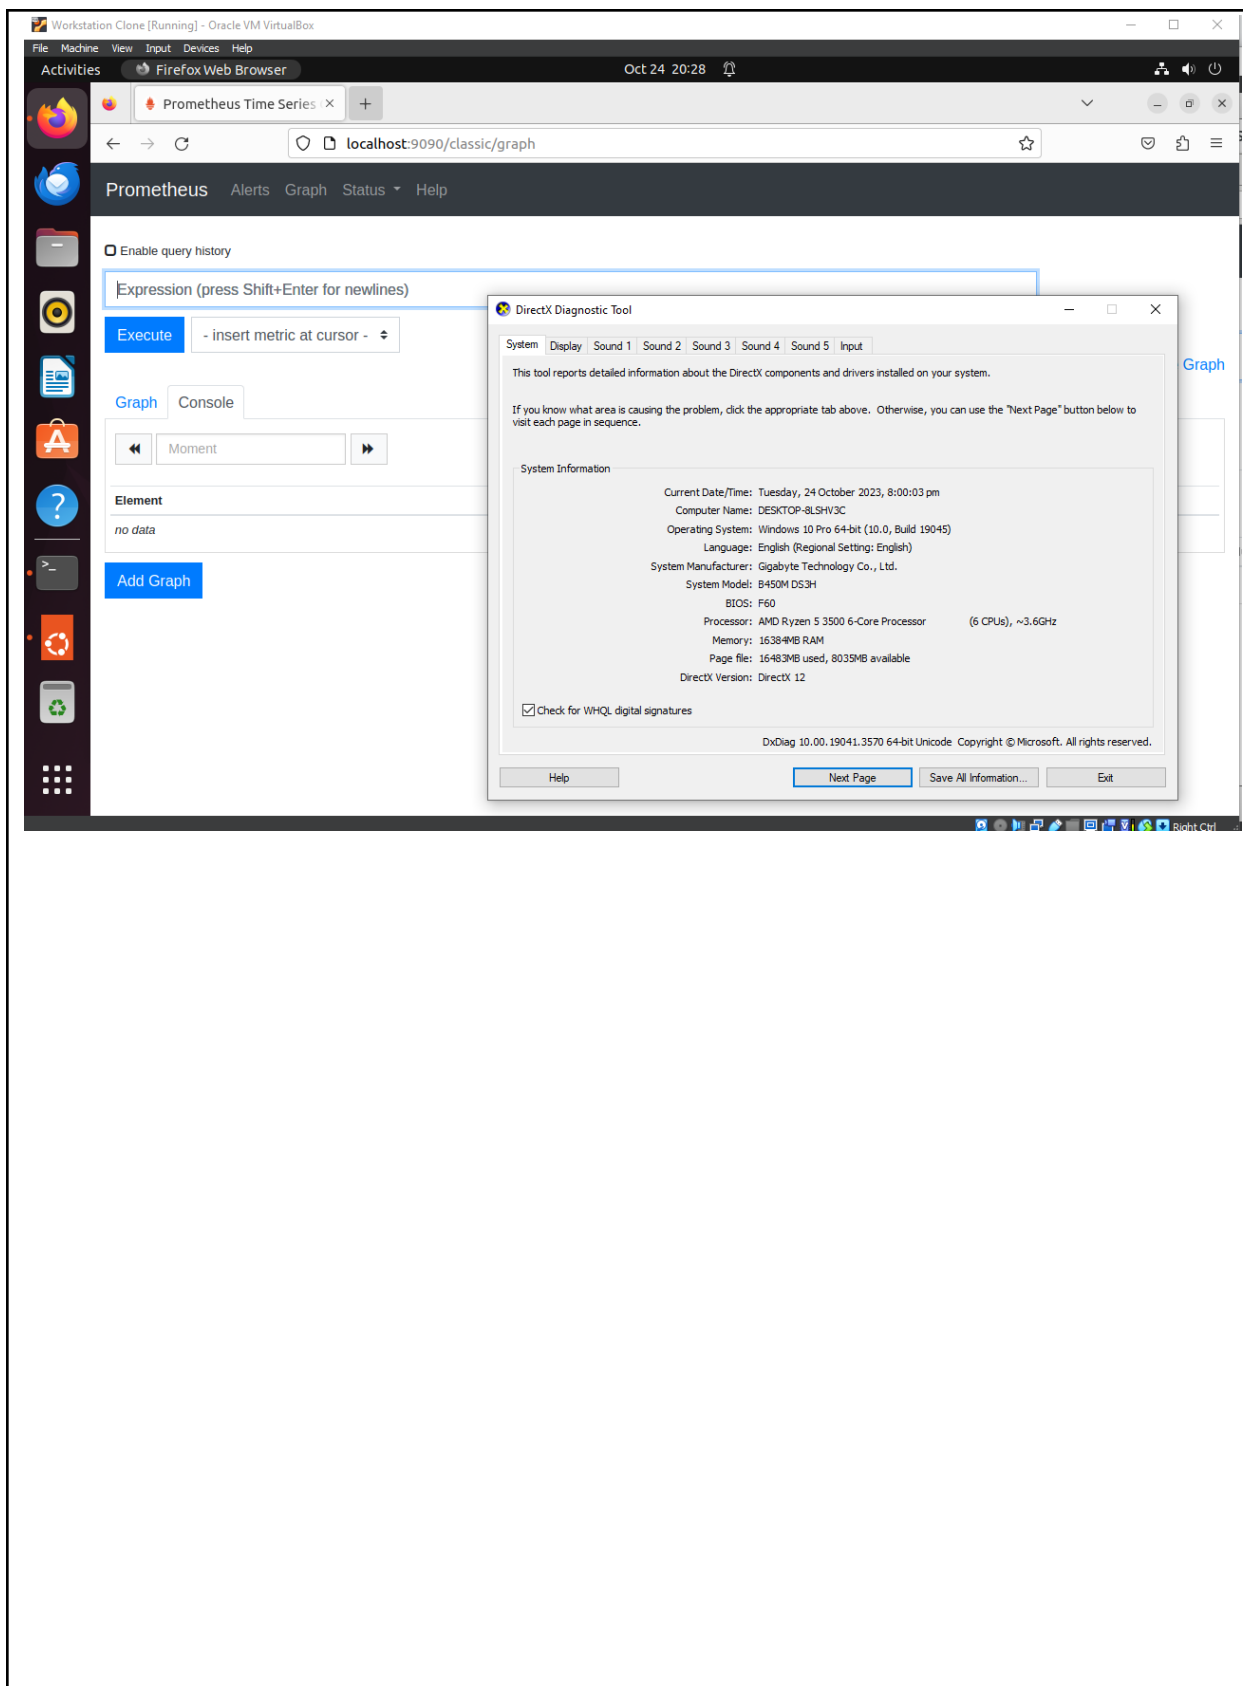 Workstation Clone [Running] - Oracle VM VirtualBox
File Machine View Input Devices Help
Activities Firefox Web Browser Oct 24 20:28
Prometheus Time Series
localhost:9090/classic/graph
Prometheus Alerts Graph Status Help
Enable query history
Expression (press Shift+Enter for newlines)
Execute - insert metric at cursor -
Graph
Graph Console
Moment
Element
no data
Add Graph
DirectX Diagnostic Tool
System Display Sound 1 Sound 2 Sound 3 Sound 4 Sound 5 Input
This tool reports detailed information about the DirectX components and drivers installed on your system.
If you know what area is causing the problem, click the appropriate tab above. Otherwise, you can use the "Next Page" button below to
visit each page in sequence.
System Information
Current Date/Time: Tuesday, 24 October 2023, 8:00:03 pm
Computer Name: DESKTOP-8LSHV3C
Operating System: Windows 10 Pro 64-bit (10.0, Build 19045)
Language: English (Regional Setting: English)
System Manufacturer: Gigabyte Technology Co., Ltd.
System Model: B450M DS3H
BIOS: F60
Processor: AMD Ryzen 5 3500 6-Core Processor (6 CPUs), ~3.6GHz
Memory: 16384MB RAM
Page file: 16483MB used, 8035MB available
DirectX Version: DirectX 12
Check for WHQL digital signatures
DxDiag 10.00.19041.3570 64-bit Unicode Copyright © Microsoft. All rights reserved.
Help Next Page Save All Information... Exit
Right Ctrl